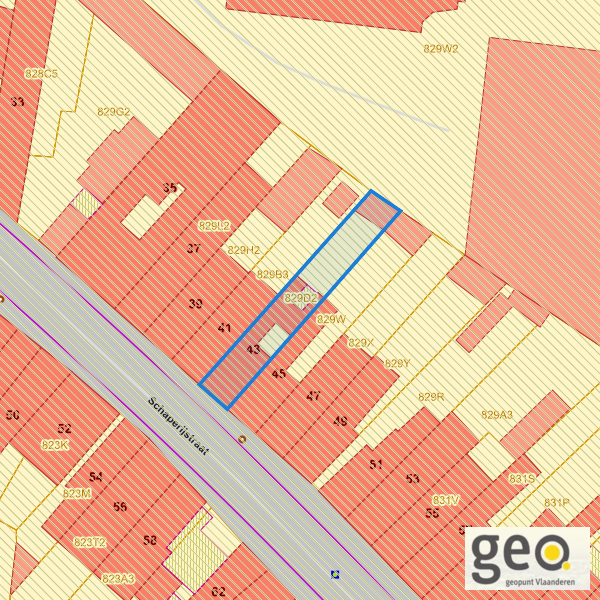 829W2
828C5
33
829G2
35
829L2
37
829H2
829B3
829D2
39
41
829W
43
829X
45
829Y
47
829R
49
829A3
50
52
823K
Schaperijstraat
51
53
54
831S
823M
56
831V
55
831P
823T2
58
823A3
62
geo
geopunt Vlaanderen